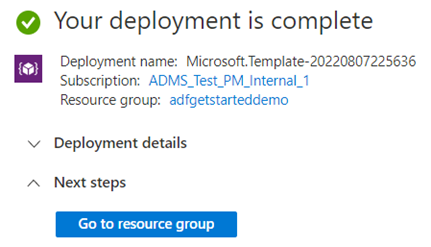 Your deployment is complete
Deployment name: Microsoft.Template-20220807225636
Subscription: ADMS_Test_PM_Internal_1
Resource group: adfgetstarteddemo
Deployment details
Next steps
Go to resource group